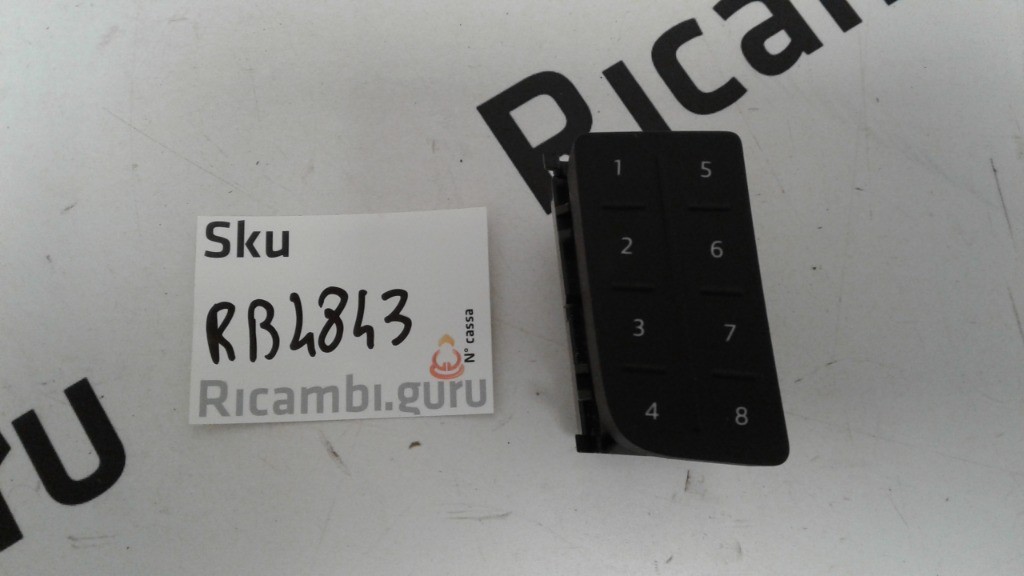 Sku
RB4843
N° cassa
Ricambi.guru
Ricam
ru
1 5
2 6
3 7
4 8